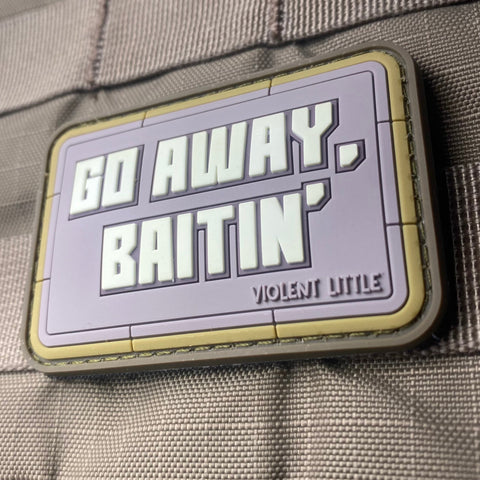 GO AWAY,
BAITIN'
VIOLENT LITTLE